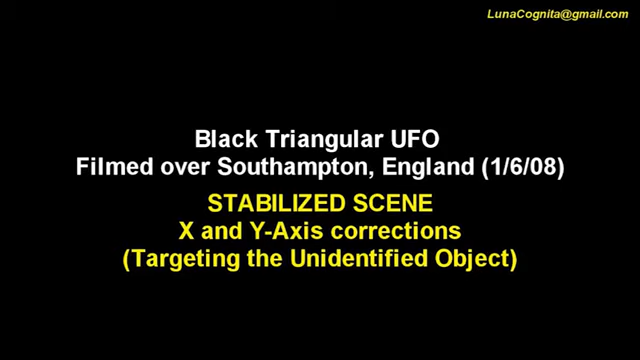 LunaCognita@gmail.com
Black Triangular UFO
Filmed over Southampton, England (1/6/08)
STABILIZED SCENE
X and Y-Axis corrections
(Targeting the Unidentified Object)